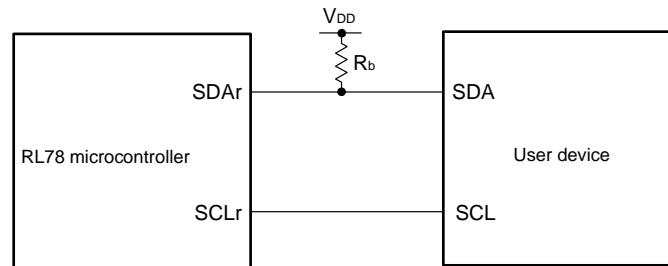 VDD
Rb
SDAr
SDA
RL78 microcontroller
User device
SCLr
SCL